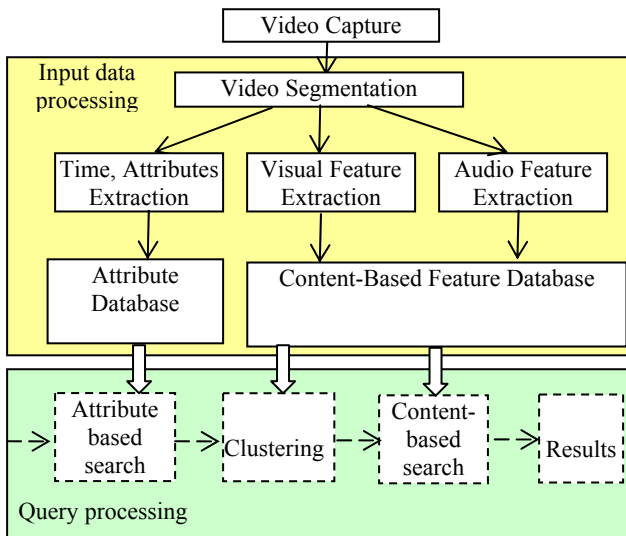 Video Capture
Input data
processing
Video Segmentation
Time, Attributes
Extraction
Visual Feature
Extraction
Audio Feature
Extraction
Attribute
Database
Content-Based Feature Database
Attribute
based
search
Clustering
Content-
based
search
Results
Query processing